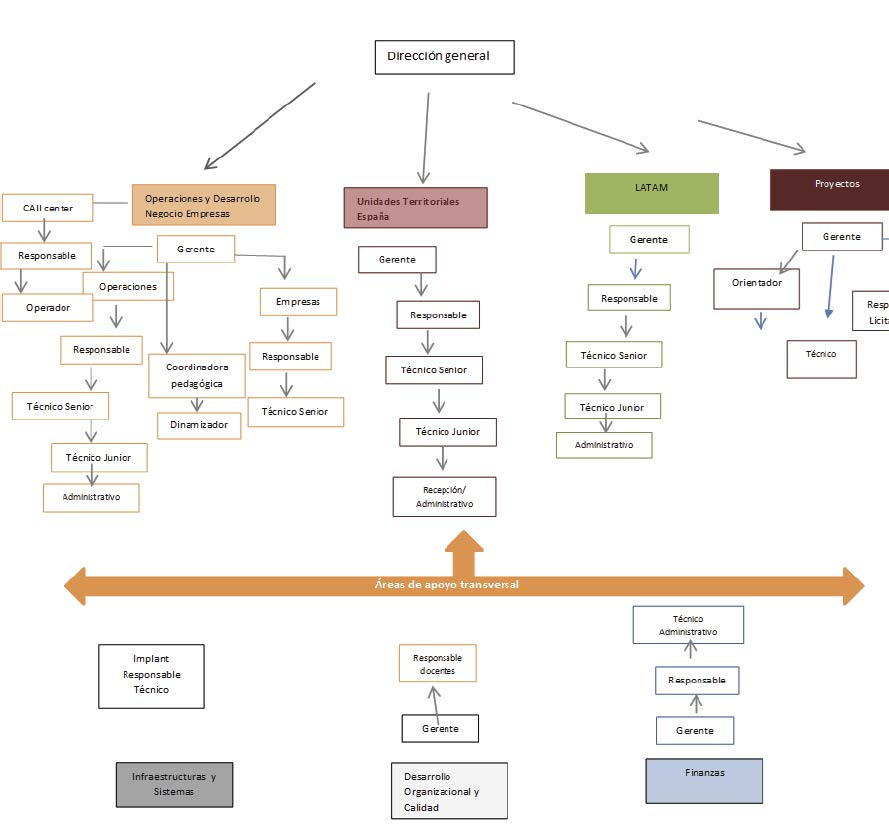 Dirección general
Operaciones y Desarrollo
Negocio Empresas
Unidades Territoriales
España
LATAM
Proyectos
CAll center
Responsable
Operador
Gerente
Operaciones
Responsable
Técnico Senior
Técnico Junior
Administrativo
Coordinadora
pedagógica
Dinamizador
Empresas
Responsable
Técnico Senior
Gerente
Responsable
Técnico Senior
Técnico Junior
Recepción/
Administrativo
Gerente
Responsable
Técnico Senior
Técnico Junior
Administrativo
Gerente
Orientador
Técnico
Resp
Licita
Áreas de apoyo transversal
Implant
Responsable
Técnico
Infraestructuras y
Sistemas
Responsable
docentes
Gerente
Desarrollo
Organizacional y
Calidad
Técnico
Administrativo
Responsable
Gerente
Finanzas